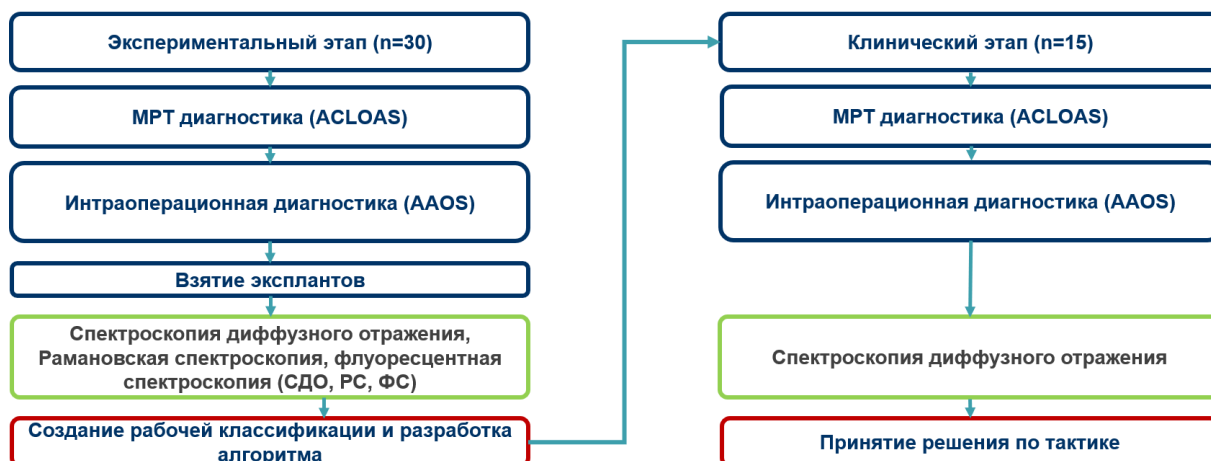 Экспериментальный этап (n=30)
МРТ диагностика (ACLOAS)
Интраоперационная диагностика (AAOS)
Взятие эксплантов
Спектроскопия диффузного отражения,
Рамановская спектроскопия, флуоресцентная
спектроскопия (СДО, РС, ФС)
Создание рабочей классификации и разработка
алгоритма
Клинический этап (n=15)
МРТ диагностика (ACLOAS)
Интраоперационная диагностика (AAOS)
Спектроскопия диффузного отражения
Принятие решения по тактике